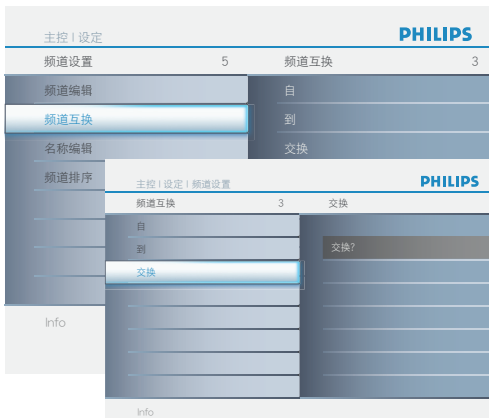 主控 | 设定
PHILIPS
频道设置 5 频道互换 3
频道编辑 自
频道互换 到
名称编辑 交换
频道排序
Info
主控 | 设定 | 频道设置
PHILIPS
频道互换 3 交换
自
到 交换?
交换
Info